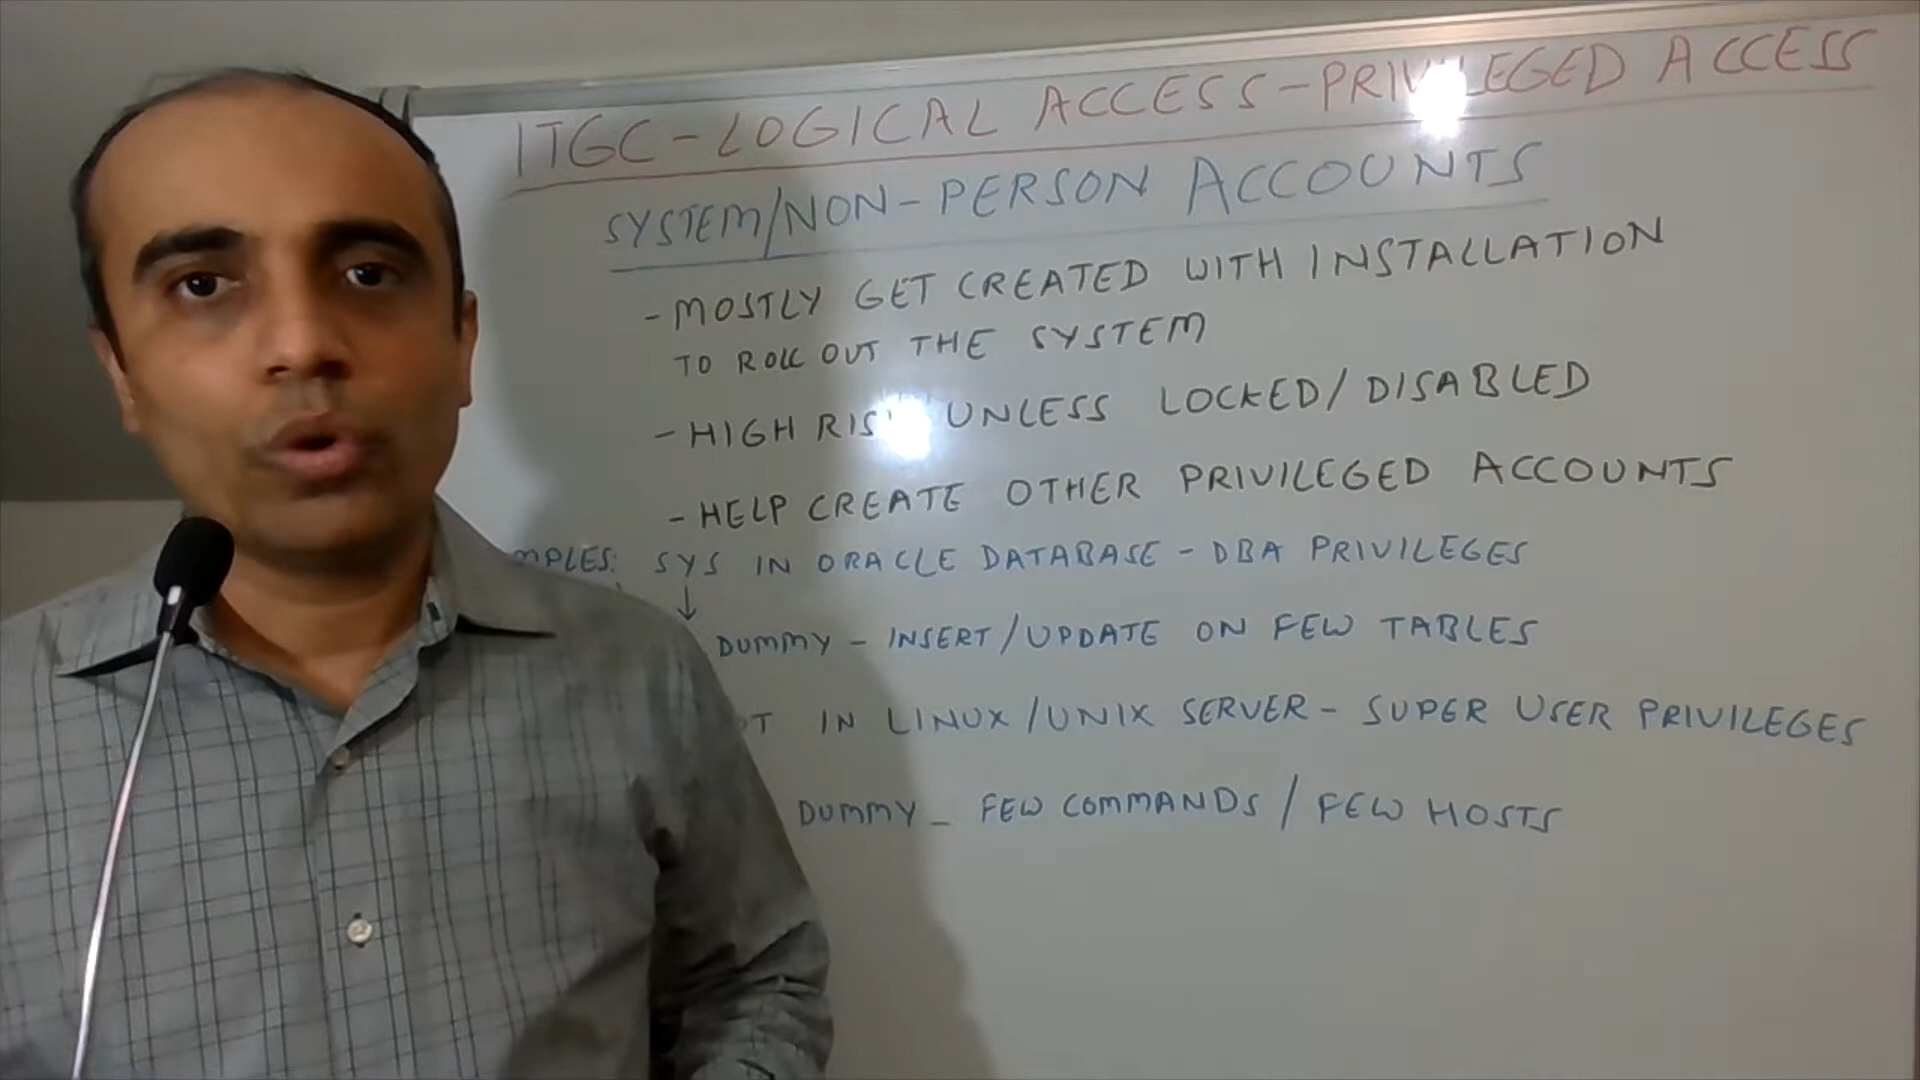 ITGC-LOGICAL ACCESS-PRIVILEGED ACCESS
SYSTEM/NON-PERSON ACCOUNTS
- MOSTLY GET CREATED WITH INSTALLATION
TO ROLL OUT THE SYSTEM
- HIGH RISK UNLESS LOCKED/DISABLED
- HELP CREATE OTHER PRIVILEGED ACCOUNTS
MPLES: SYS IN ORACLE DATABASE - DBA PRIVILEGES
↓
DUMMY - INSERT/UPDATE ON FEW TABLES
OT IN LINUX/UNIX SERVER - SUPER USER PRIVILEGES
DUMMY - FEW COMMANDS / FEW HOSTS